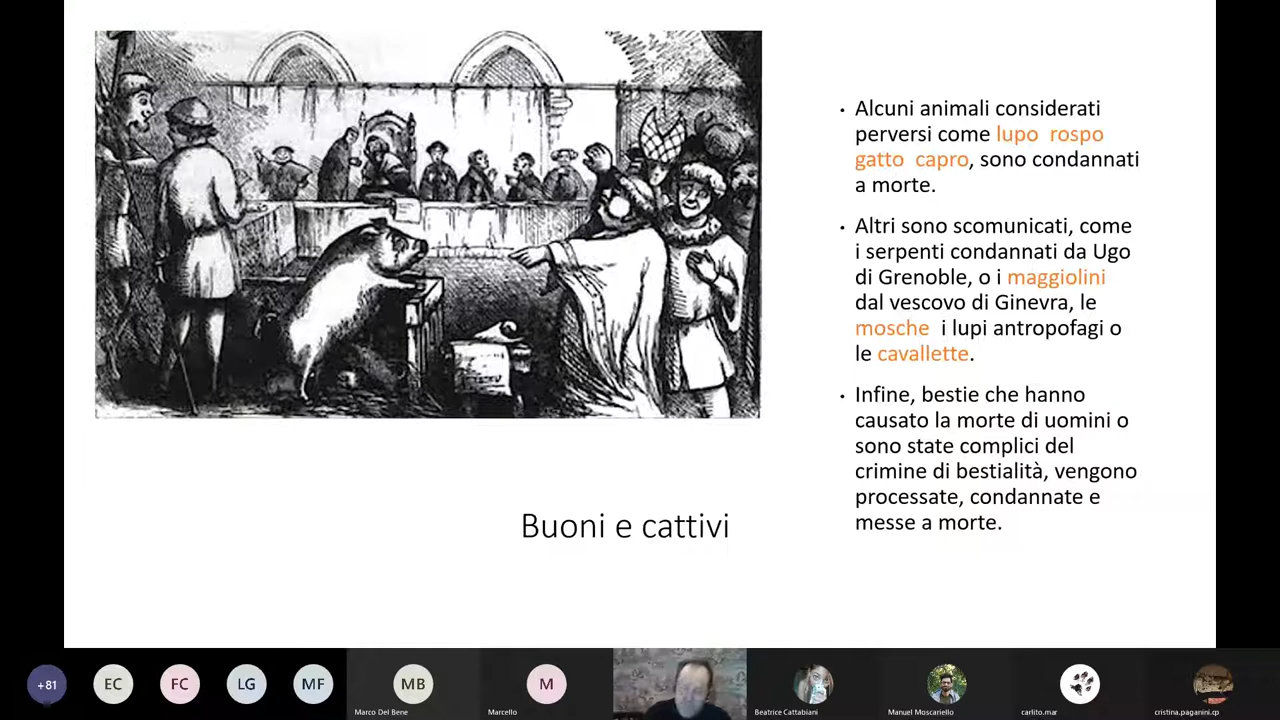 • Alcuni animali considerati
perversi come lupo rospo
gatto capro, sono condannati
a morte.
• Altri sono scomunicati, come
i serpenti condannati da Ugo
di Grenoble, o i maggiolini
dal vescovo di Ginevra, le
mosche i lupi antropofagi o
le cavallette.
• Infine, bestie che hanno
causato la morte di uomini o
sono state complici del
crimine di bestialità, vengono
processate, condannate e
messe a morte.
Buoni e cattivi
+81
EC
FC
LG
MF
MB
M
Marco Del Bene
Marcello
Beatrice Cattabiani
Manuel Moscariello
carlito.mar
cristina.paganini.cp